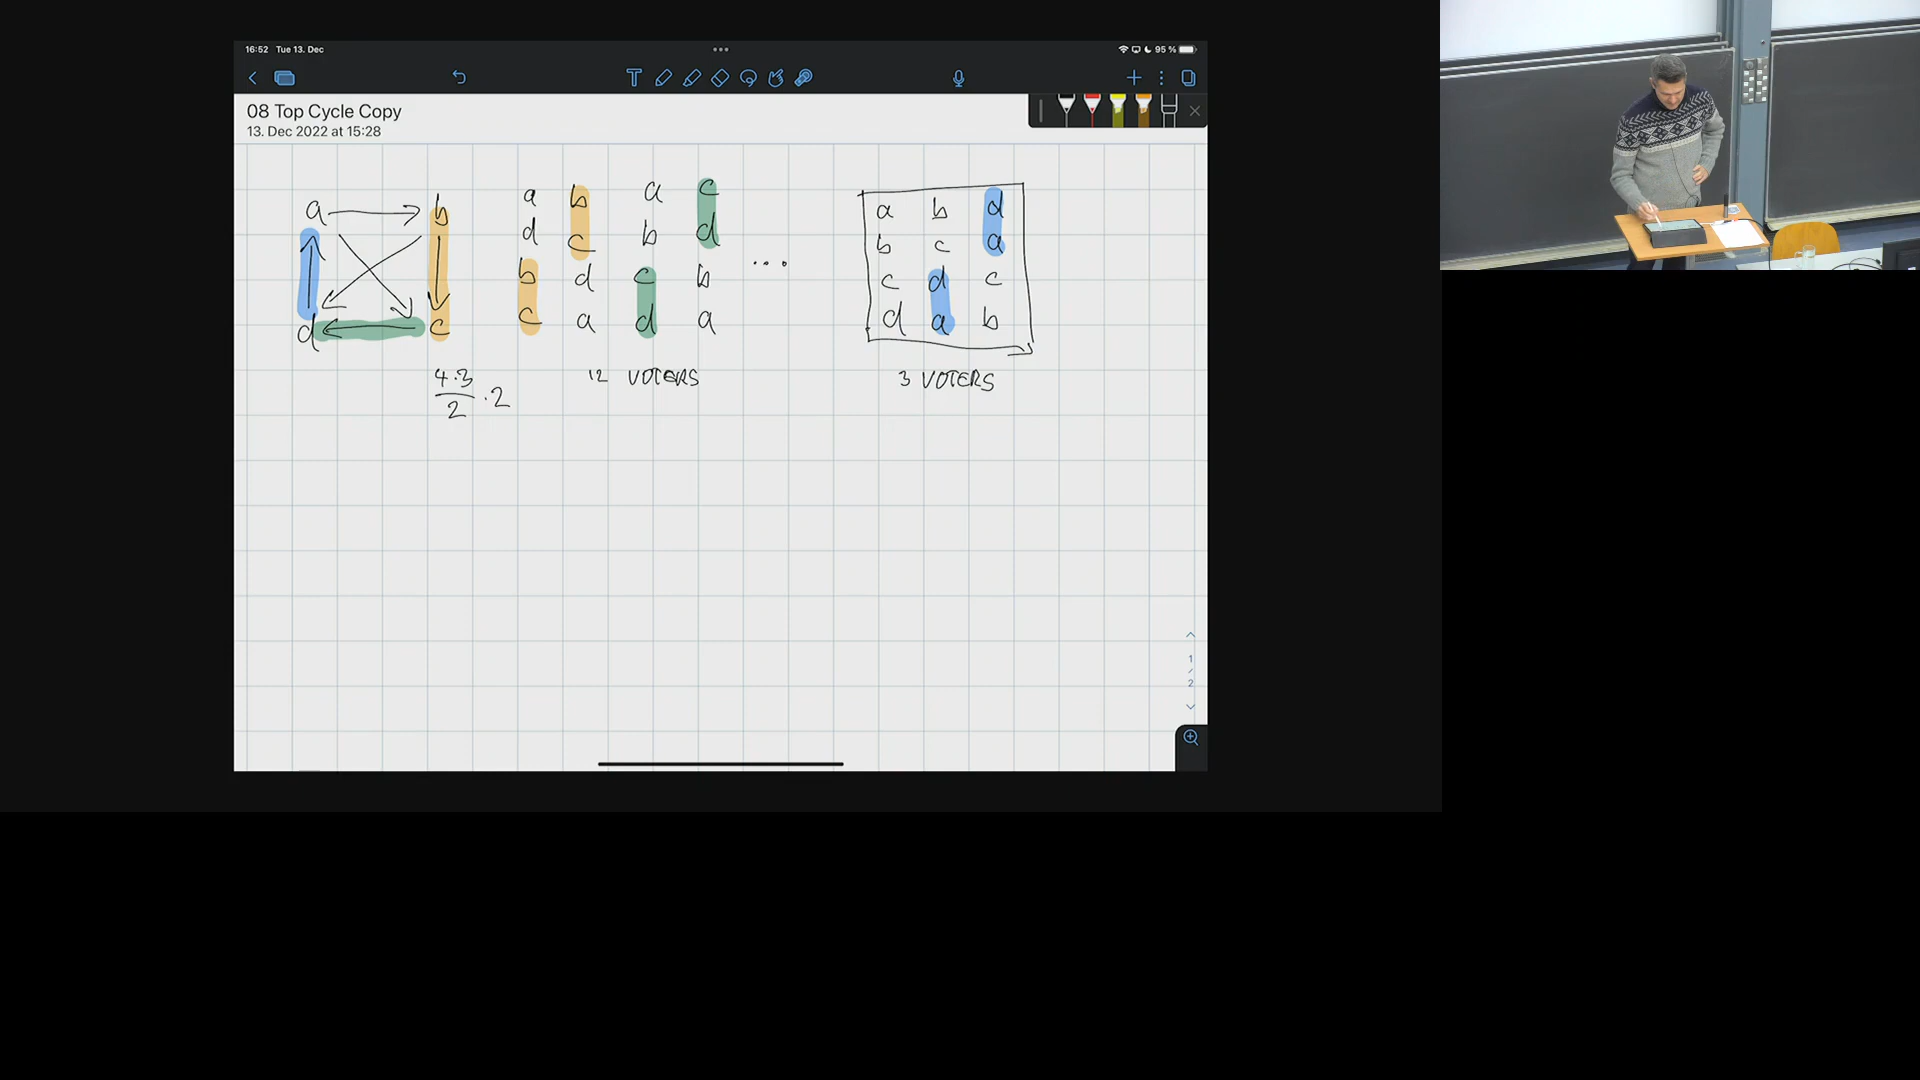 16:52 Tue 13. Dec
95 %
08 Top Cycle Copy
13. Dec 2022 at 15:28
a b a b a c a b d
d c b d b c a
b d c b c d c
d c c a d a d a b
4·3 / 2 · 2
12 VOTERS
3 VOTERS
...
1
/
2